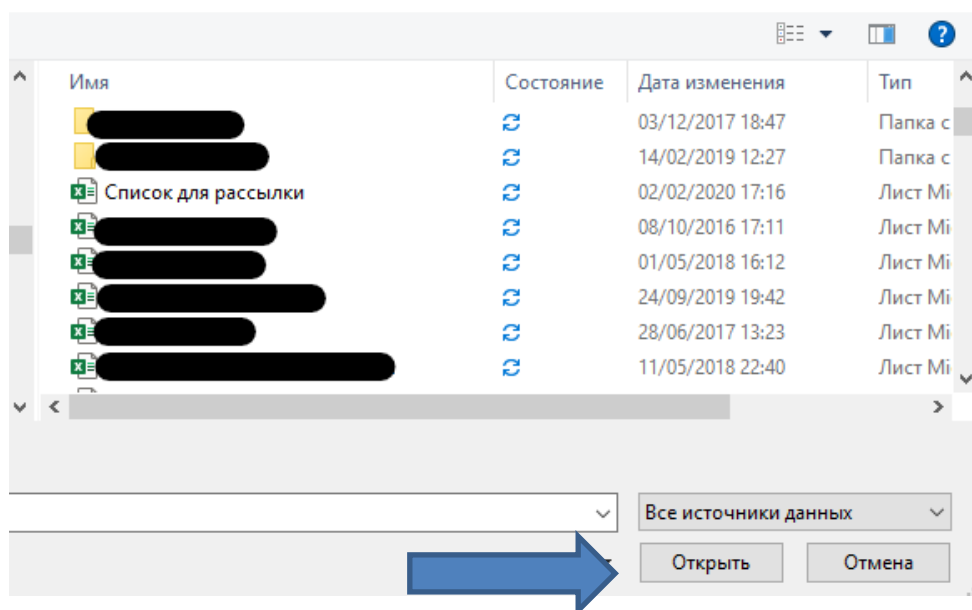 Имя Состояние Дата изменения Тип
03/12/2017 18:47 Папка с
14/02/2019 12:27 Папка с
Список для рассылки 02/02/2020 17:16 Лист Mi
08/10/2016 17:11 Лист Mi
01/05/2018 16:12 Лист Mi
24/09/2019 19:42 Лист Mi
28/06/2017 13:23 Лист Mi
11/05/2018 22:40 Лист Mi
Все источники данных
Открыть Отмена